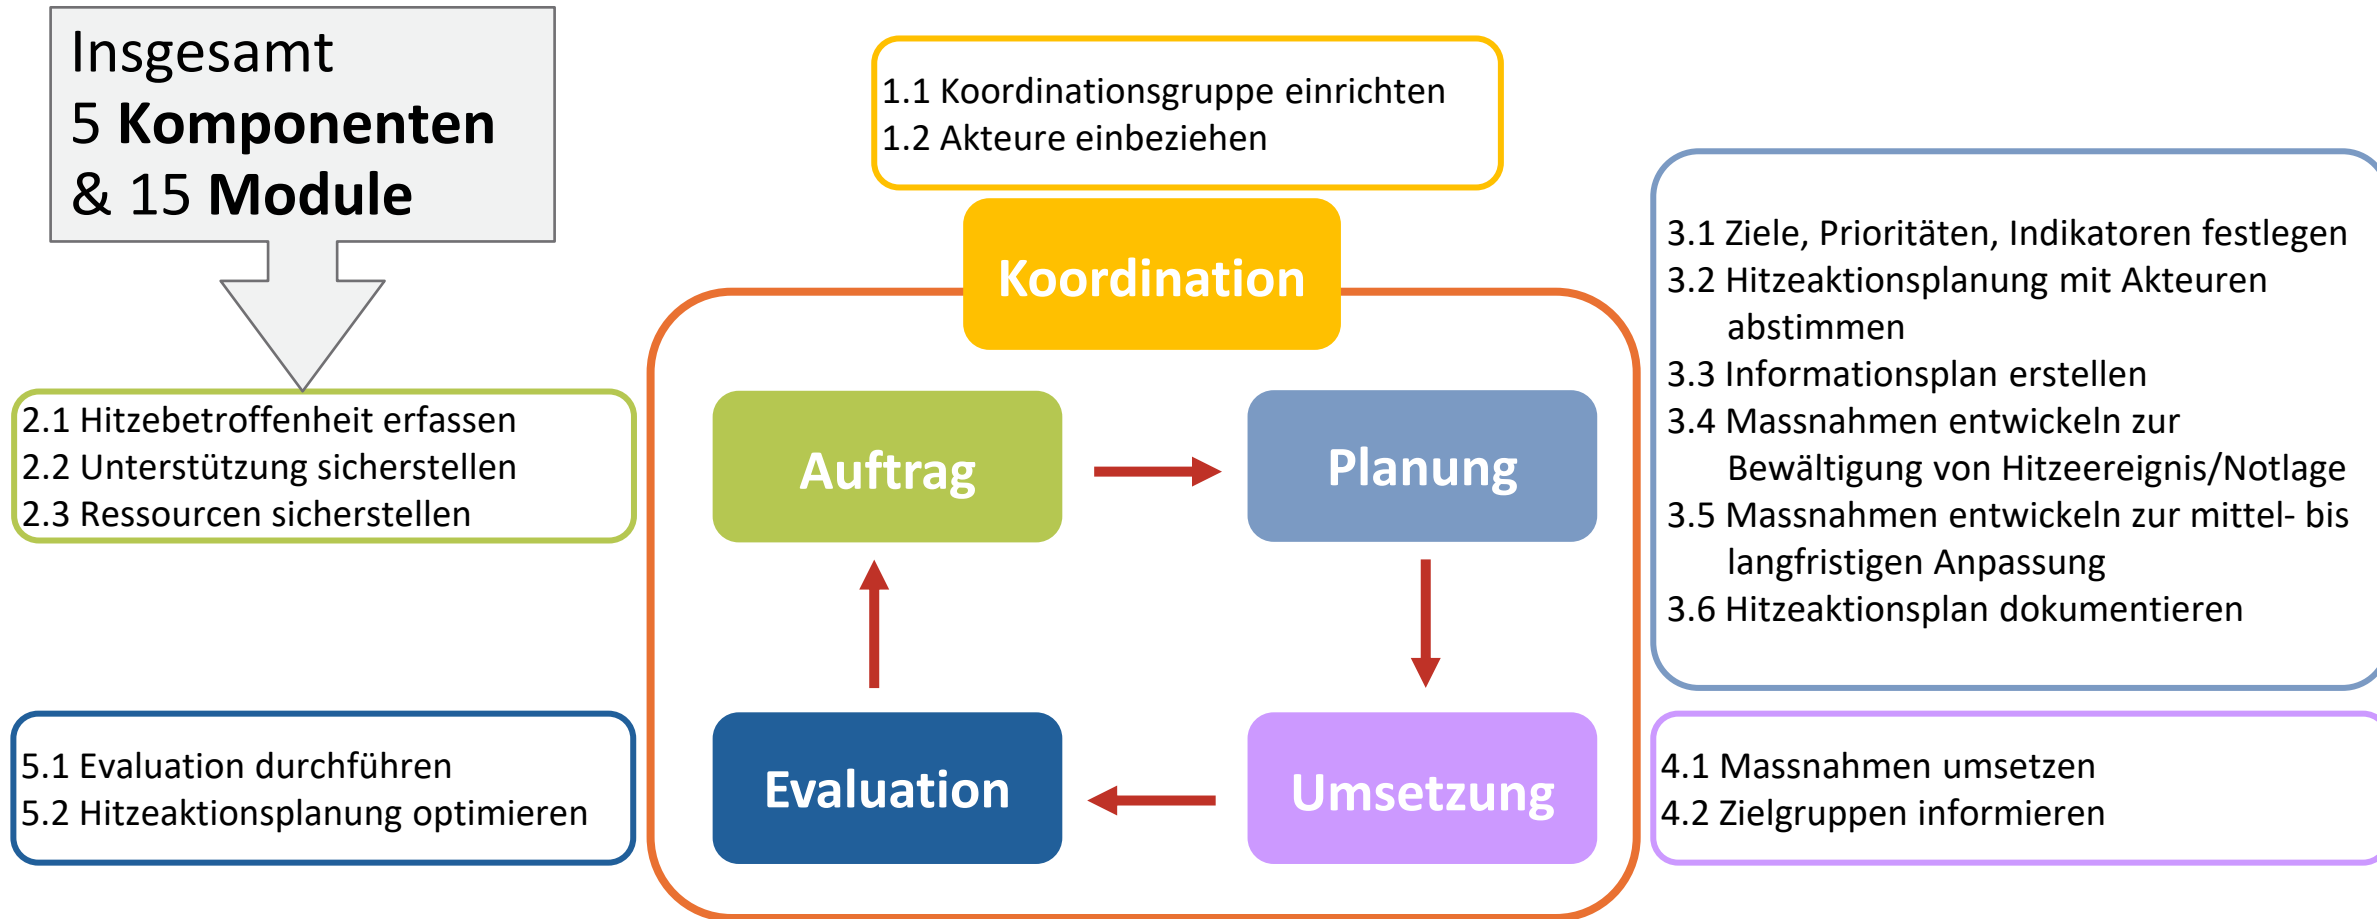 Insgesamt
5 Komponenten
& 15 Module
1.1 Koordinationsgruppe einrichten
1.2 Akteure einbeziehen
Koordination
2.1 Hitzebetroffenheit erfassen
2.2 Unterstützung sicherstellen
2.3 Ressourcen sicherstellen
Auftrag
Planung
3.1 Ziele, Prioritäten, Indikatoren festlegen
3.2 Hitzeaktionsplanung mit Akteuren
abstimmen
3.3 Informationsplan erstellen
3.4 Massnahmen entwickeln zur
Bewältigung von Hitzeereignis/Notlage
3.5 Massnahmen entwickeln zur mittel- bis
langfristigen Anpassung
3.6 Hitzeaktionsplan dokumentieren
5.1 Evaluation durchführen
5.2 Hitzeaktionsplanung optimieren
Evaluation
Umsetzung
4.1 Massnahmen umsetzen
4.2 Zielgruppen informieren